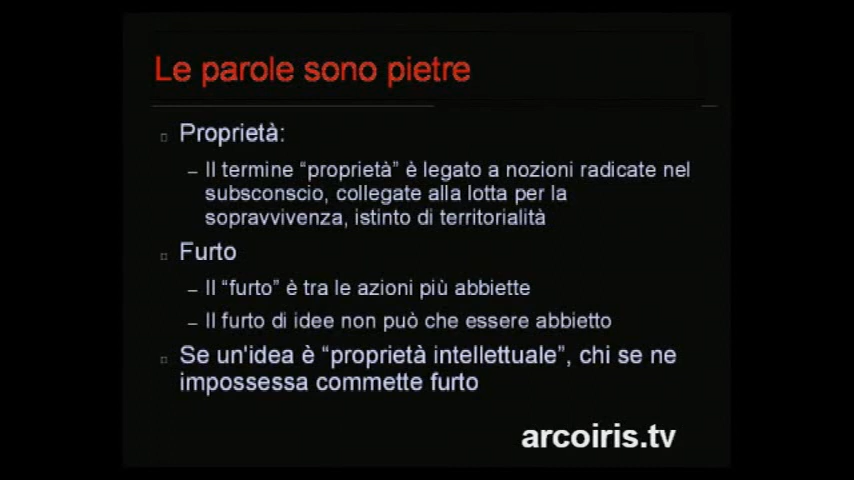 Le parole sono pietre
Proprietà:
– Il termine “proprietà” è legato a nozioni radicate nel
subsconscio, collegate alla lotta per la
sopravvivenza, istinto di territorialità
Furto
– Il “furto” è tra le azioni più abbiette
– Il furto di idee non può che essere abbietto
Se un'idea è “proprietà intellettuale”, chi se ne
impossessa commette furto
arcoiris.tv